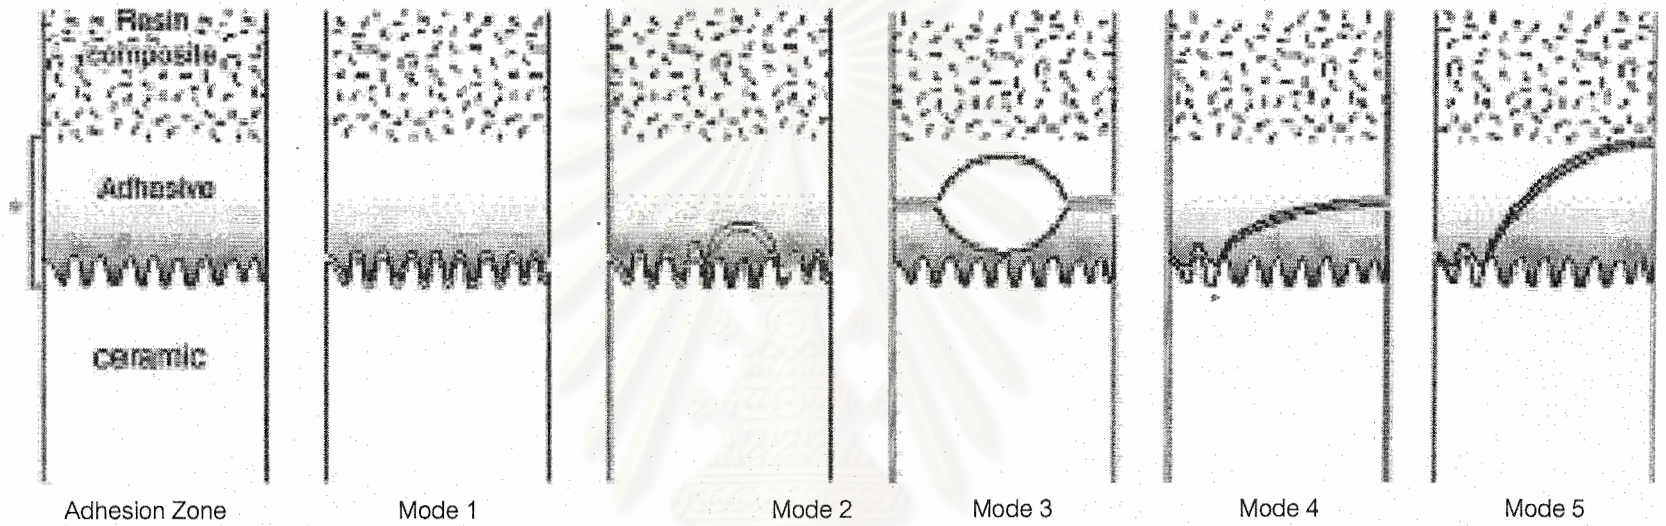 Resin
composite
Adhesive
*
ceramic
Adhesion Zone
Mode 1
Mode 2
Mode 3
Mode 4
Mode 5